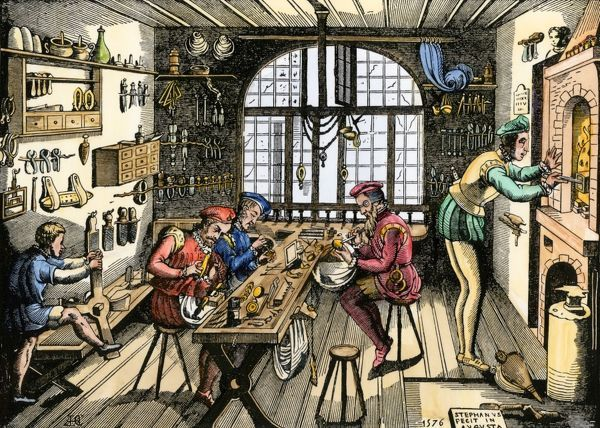 1576
STEPHANVS
FECIT IN
AVGVSTA